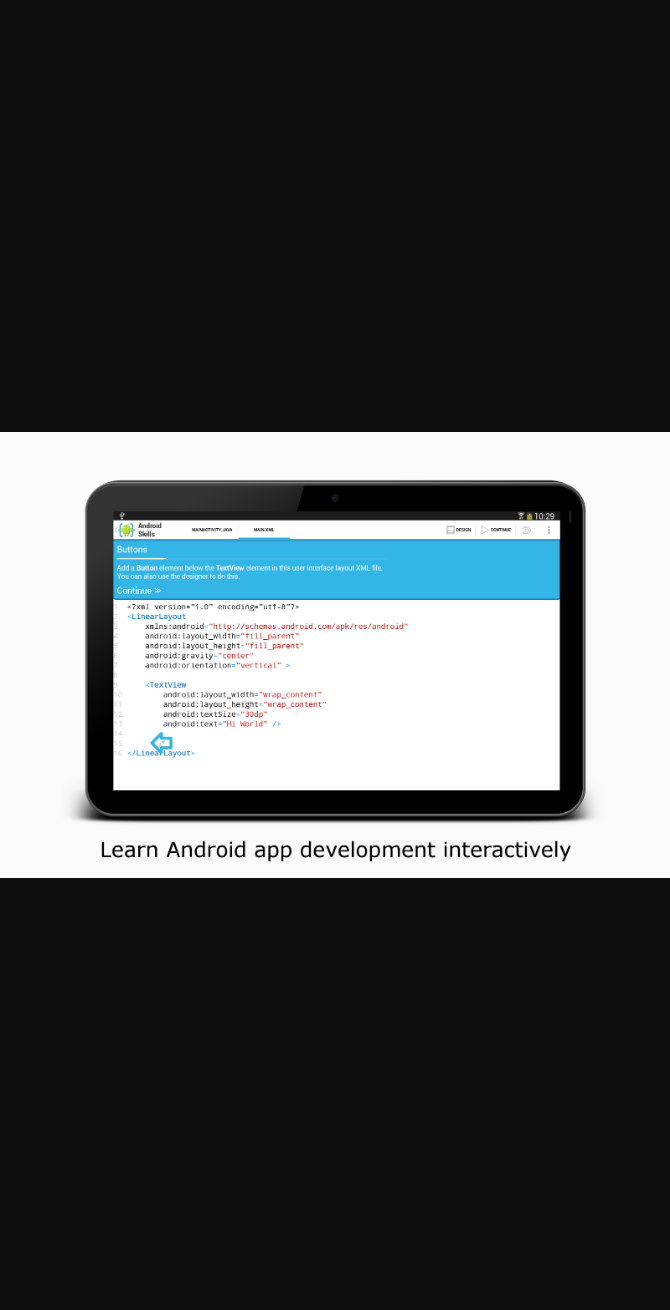 10:29
Android
Skills
MAINACTIVITY.JAVA
MAIN.XML
DESIGN
CONTINUE
Buttons
Add a Button element below the TextView element in this user interface layout XML file.
You can also use the designer to do this.
Continue ≫
1 <?xml version="1.0" encoding="utf-8"?>
2 <LinearLayout
3 xmlns:android="http://schemas.android.com/apk/res/android"
4 android:layout_width="fill_parent"
5 android:layout_height="fill_parent"
6 android:gravity="center"
7 android:orientation="vertical" >
8
9 <TextView
10 android:layout_width="wrap_content"
11 android:layout_height="wrap_content"
12 android:textSize="30dp"
13 android:text="Hi World" />
14
15
16 </LinearLayout>
Learn Android app development interactively